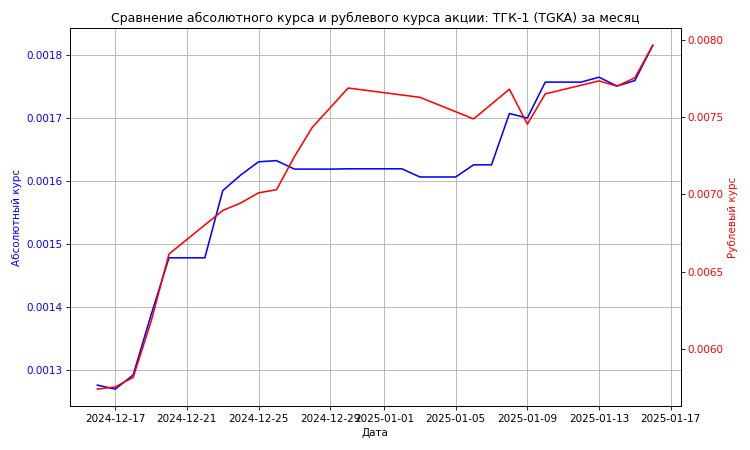 Сравнение абсолютного курса и рублевого курса акции: ТГК-1 (TGKA) за месяц
0.0018
0.0017
0.0016
0.0015
0.0014
0.0013
Абсолютный курс
0.0080
0.0075
0.0070
0.0065
0.0060
Рублевый курс
2024-12-17 2024-12-21 2024-12-25 2024-12-29 2025-01-01 2025-01-05 2025-01-09 2025-01-13 2025-01-17
Дата